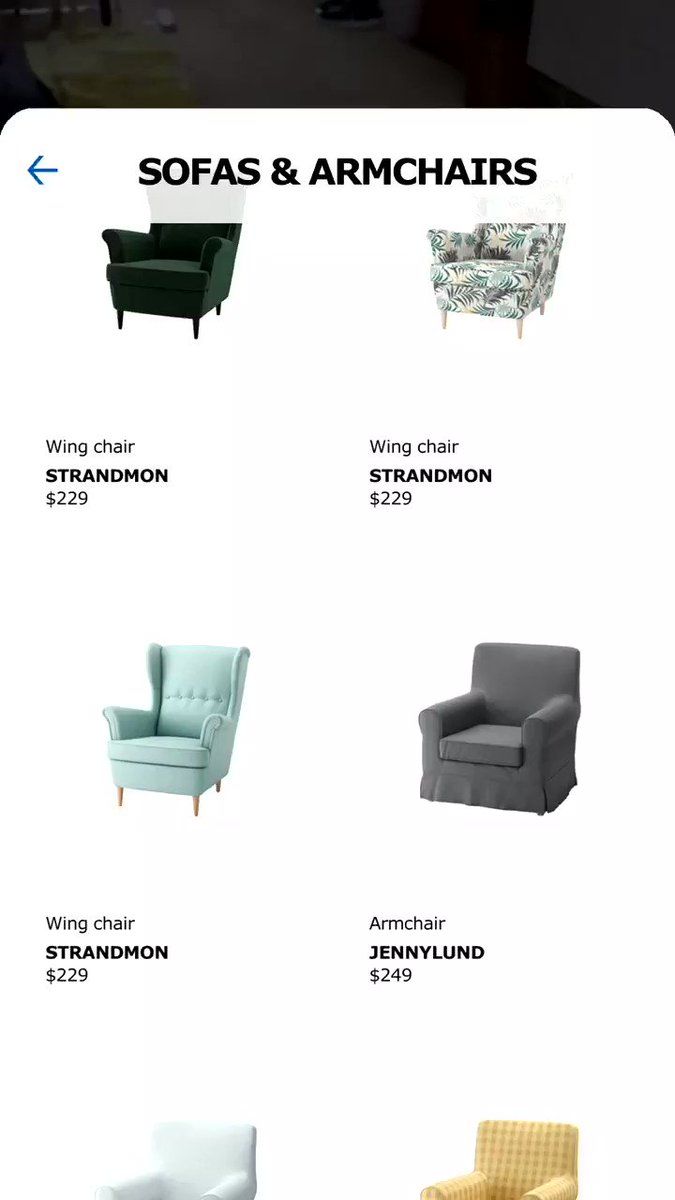 SOFAS & ARMCHAIRS
Wing chair
STRANDMON
$229
Wing chair
STRANDMON
$229
Wing chair
STRANDMON
$229
Armchair
JENNYLUND
$249